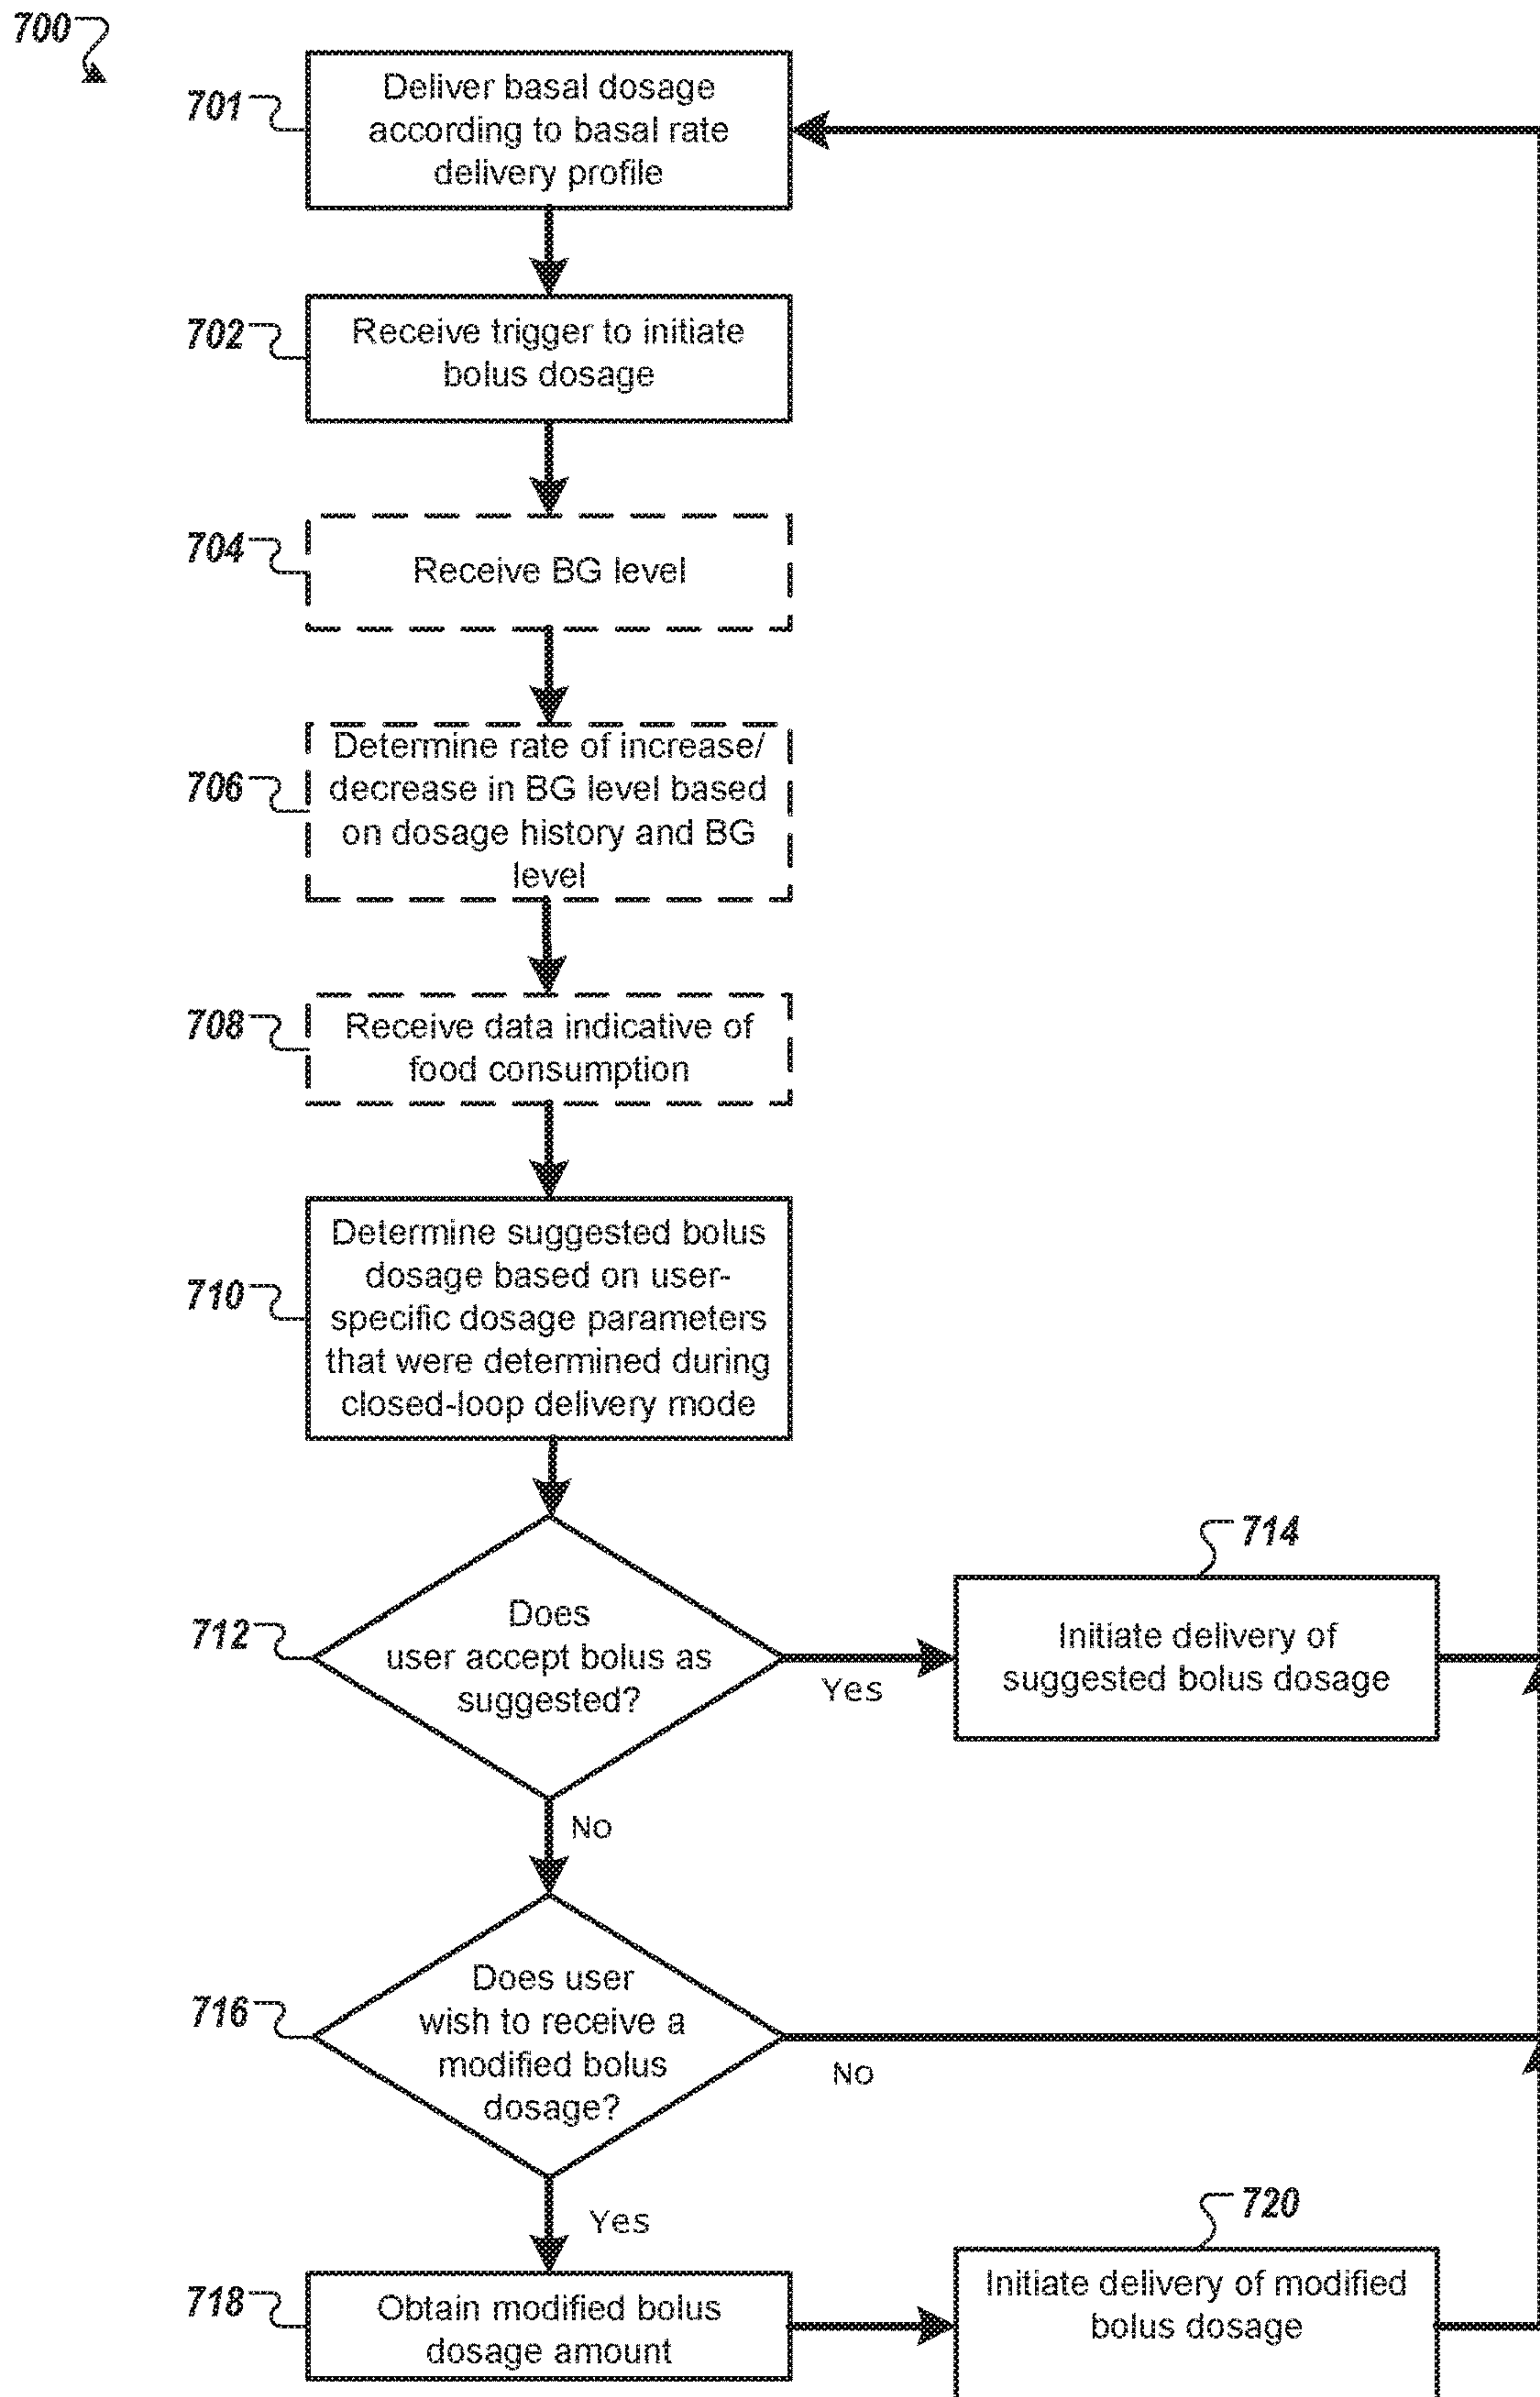 700
701
Deliver basal dosage
according to basal rate
delivery profile
702
Receive trigger to initiate
bolus dosage
704
Receive BG level
706
Determine rate of increase/
decrease in BG level based
on dosage history and BG
level
708
Receive data indicative of
food consumption
710
Determine suggested bolus
dosage based on user-
specific dosage parameters
that were determined during
closed-loop delivery mode
712
Does
user accept bolus as
suggested?
Yes
714
Initiate delivery of
suggested bolus dosage
No
716
Does user
wish to receive a
modified bolus
dosage?
No
Yes
718
Obtain modified bolus
dosage amount
720
Initiate delivery of modified
bolus dosage